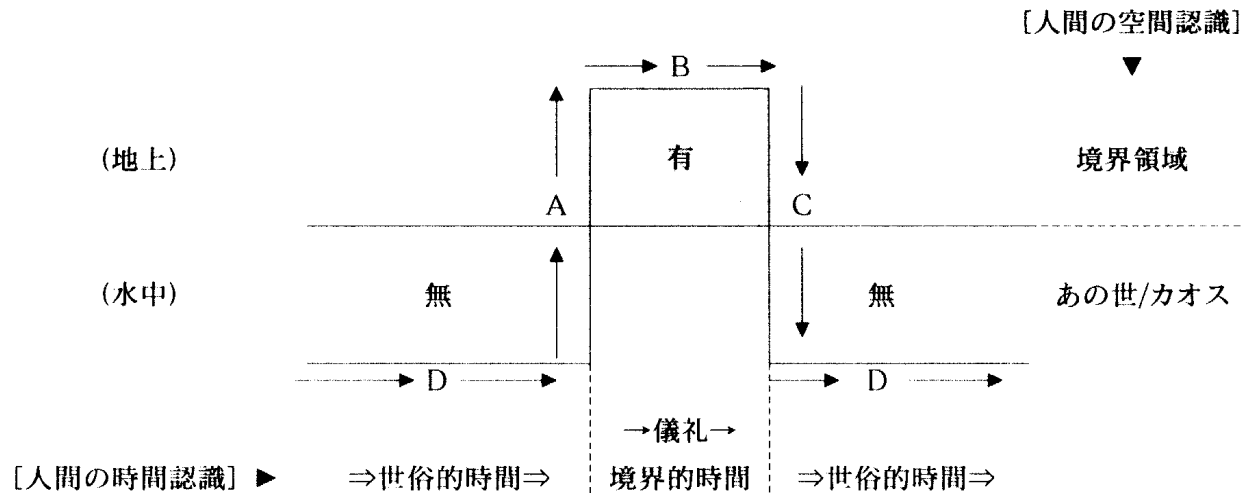 [人間の空間認識]
▼
→ B →
(地上) 有 境界領域
A C
(水中) 無 無 あの世/カオス
→ D → → D →
→儀礼→
[人間の時間認識] ▶ ⇒世俗的時間⇒ 境界的時間 ⇒世俗的時間⇒